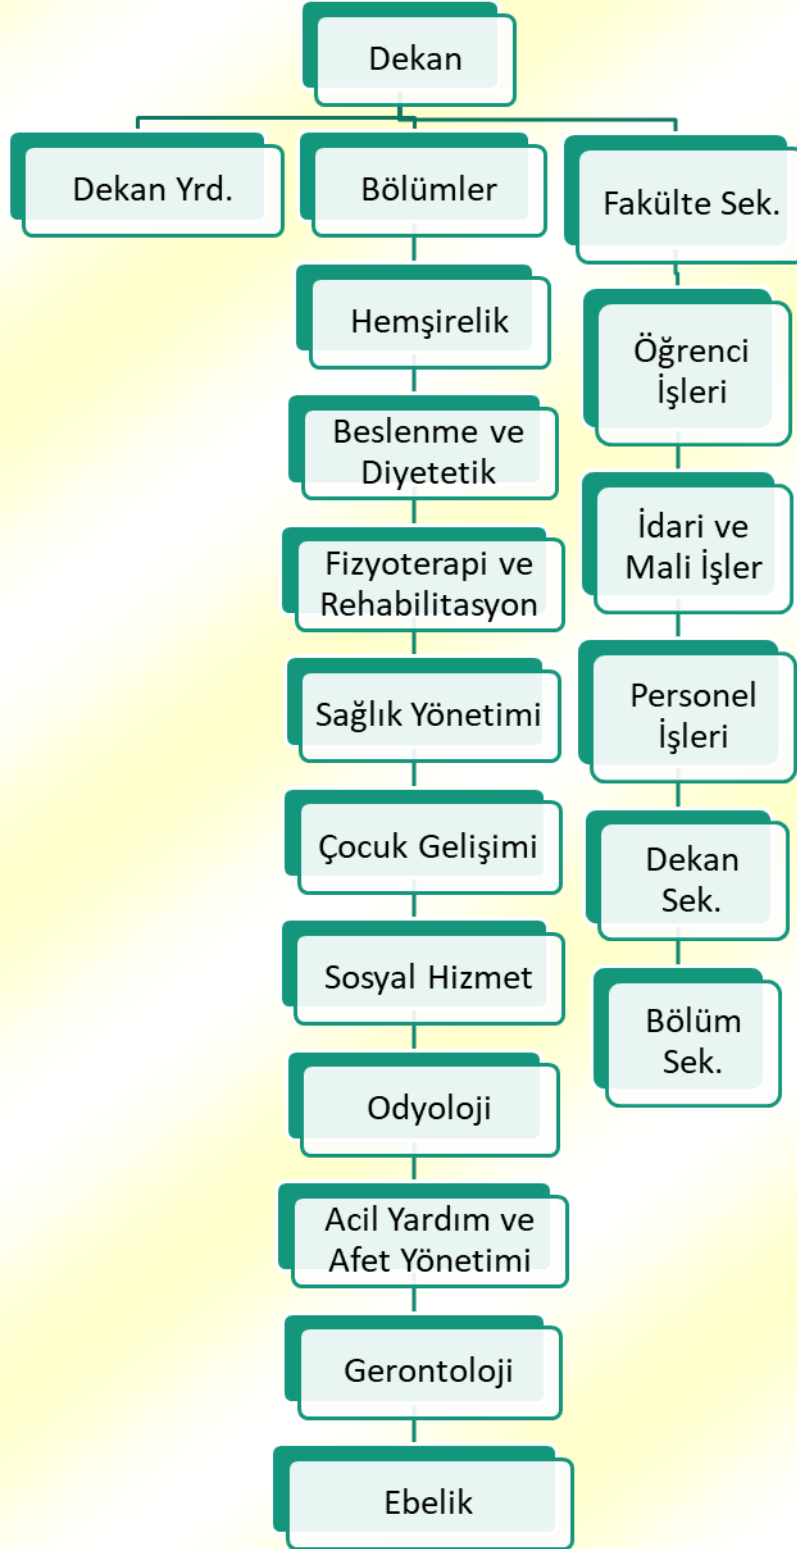 Dekan
Dekan Yrd.
Bölümler
Fakülte Sek.
Hemşirelik
Beslenme ve
Diyetetik
Fizyoterapi ve
Rehabilitasyon
Sağlık Yönetimi
Çocuk Gelişimi
Sosyal Hizmet
Odyoloji
Acil Yardım ve
Afet Yönetimi
Gerontoloji
Ebelik
Öğrenci
İşleri
İdari ve
Mali İşler
Personel
İşleri
Dekan
Sek.
Bölüm
Sek.